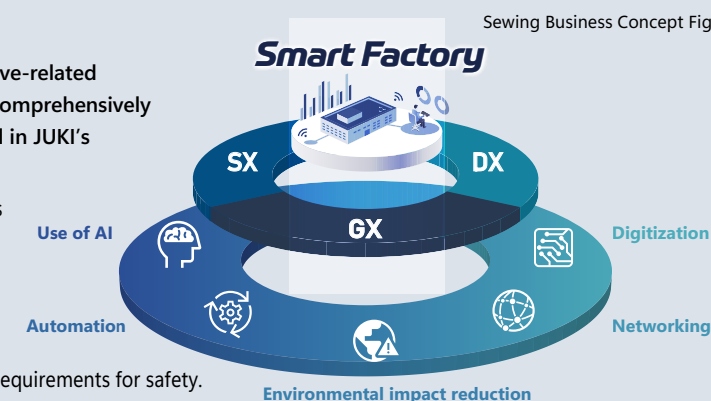 Sewing Business Concept Fig
Smart Factory
ve-related
omprehensively
in JUKI's
SX
DX
GX
Use of AI
Digitization
Automation
Networking
equirements for safety.
Environmental impact reduction